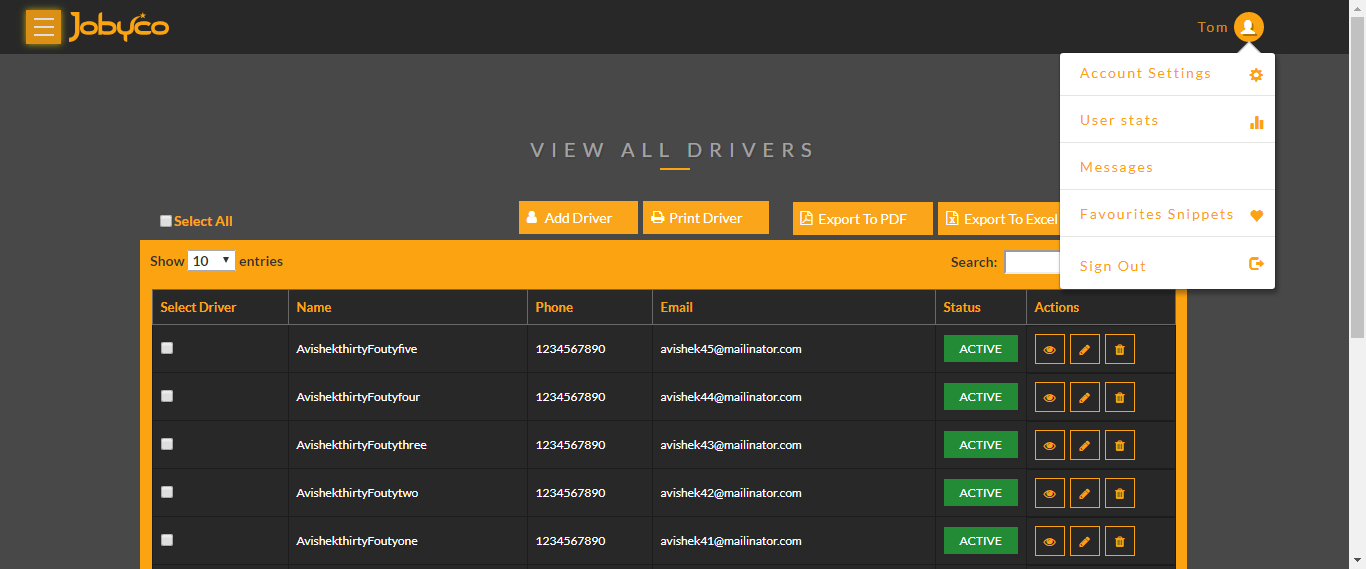 Jobyco
Tom
Account Settings
User stats
Messages
Favourites Snippets
Sign Out
VIEW ALL DRIVERS
Select All
Add Driver
Print Driver
Export To PDF
Export To Excel
Show 10 entries
Search:
Select Driver Name Phone Email Status Actions
AvishekthirtyFoutyfive 1234567890 avishek45@mailinator.com ACTIVE
AvishekthirtyFoutyfour 1234567890 avishek44@mailinator.com ACTIVE
AvishekthirtyFoutythree 1234567890 avishek43@mailinator.com ACTIVE
AvishekthirtyFoutytwo 1234567890 avishek42@mailinator.com ACTIVE
AvishekthirtyFoutyone 1234567890 avishek41@mailinator.com ACTIVE